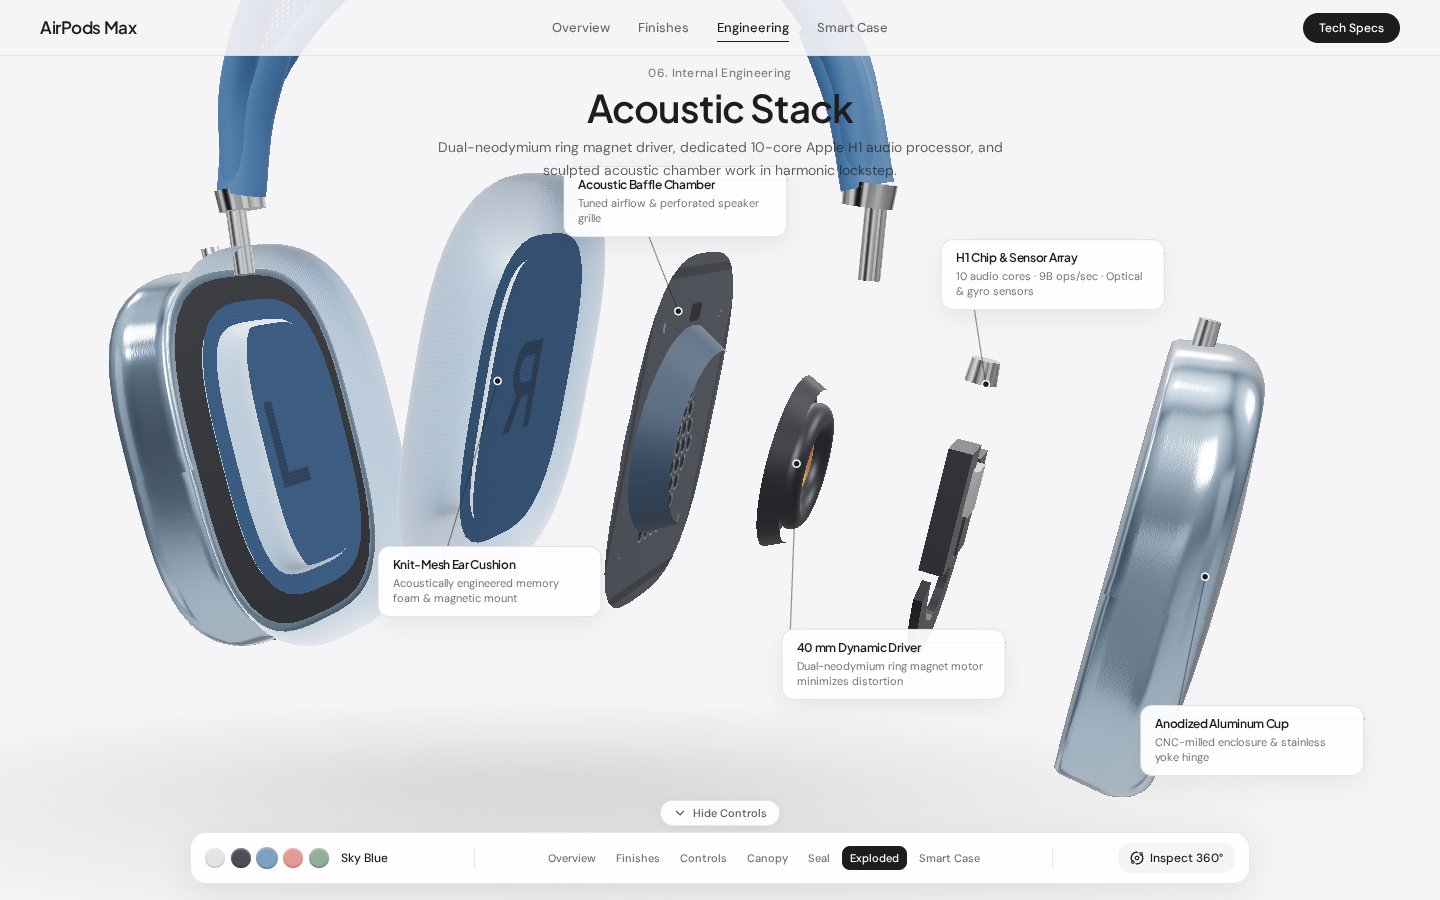 AirPods Max
Overview
Finishes
Engineering
Smart Case
Tech Specs
06. Internal Engineering
Acoustic Stack
Dual-neodymium ring magnet driver, dedicated 10-core Apple H1 audio processor, and
sculpted acoustic chamber work in harmonic lockstep.
Acoustic Baffle Chamber
Tuned airflow & perforated speaker
grille
H1 Chip & Sensor Array
10 audio cores · 9B ops/sec · Optical
& gyro sensors
L
R
Knit-Mesh Ear Cushion
Acoustically engineered memory
foam & magnetic mount
40 mm Dynamic Driver
Dual-neodymium ring magnet motor
minimizes distortion
Anodized Aluminum Cup
CNC-milled enclosure & stainless
yoke hinge
Hide Controls
Sky Blue
Overview
Finishes
Controls
Canopy
Seal
Exploded
Smart Case
Inspect 360°